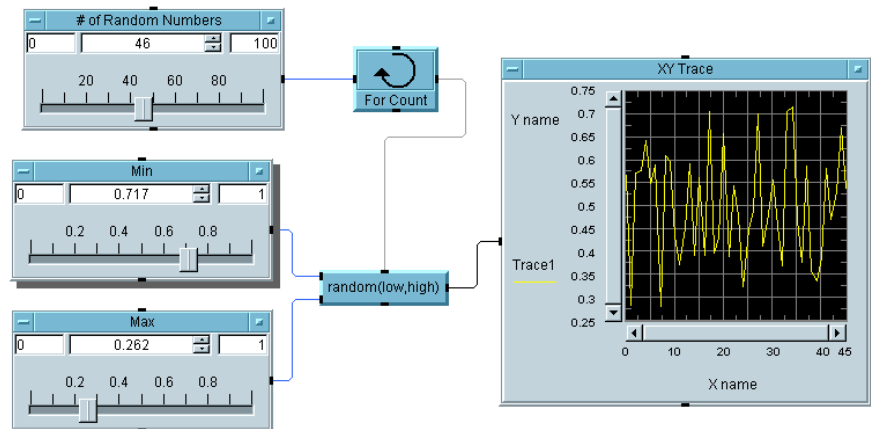 # of Random Numbers
0 46 100
20 40 60 80
For Count
Min
0 0.717 1
0.2 0.4 0.6 0.8
random(low,high)
Max
0 0.262 1
0.2 0.4 0.6 0.8
XY Trace
Y name
Trace1
0.75
0.7
0.65
0.6
0.55
0.5
0.45
0.4
0.35
0.3
0.25
0 10 20 30 40 45
X name